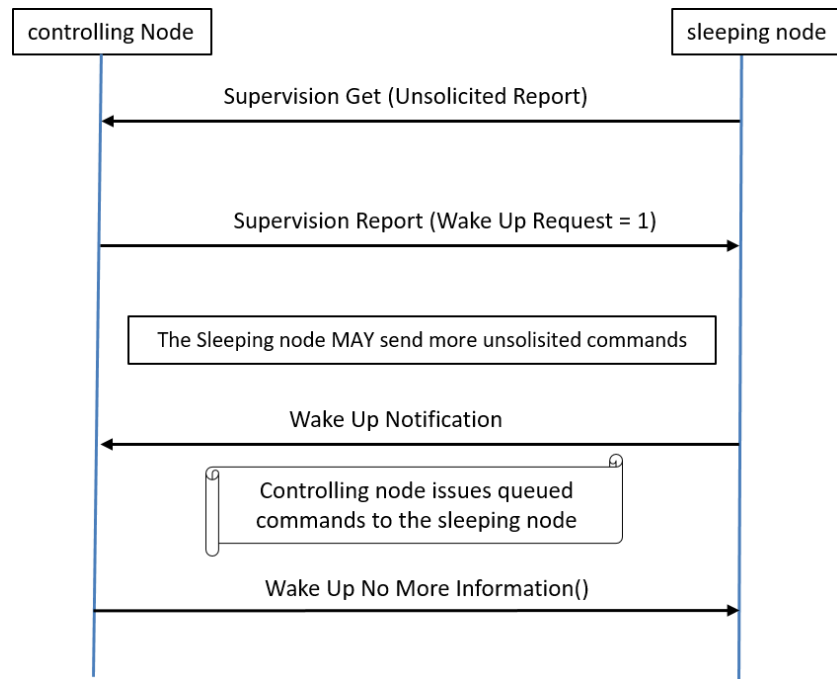 controlling Node
sleeping node
Supervision Get (Unsolicited Report)
Supervision Report (Wake Up Request = 1)
The Sleeping node MAY send more unsolisited commands
Wake Up Notification
Controlling node issues queued
commands to the sleeping node
Wake Up No More Information()